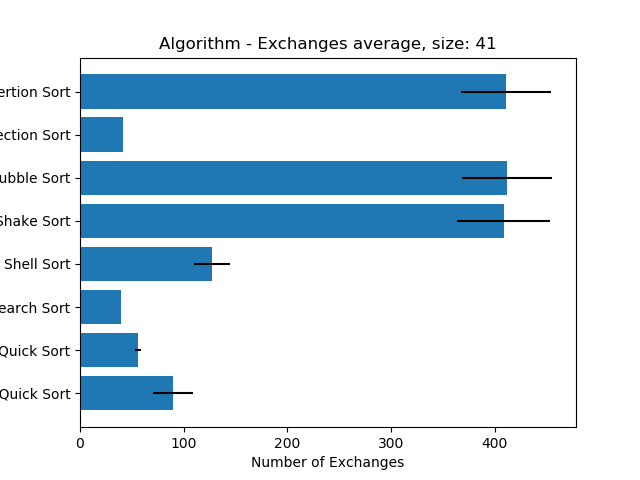 Algorithm - Exchanges average, size: 41
ertion Sort
ection Sort
ubble Sort
Shake Sort
Shell Sort
earch Sort
Quick Sort
Quick Sort
0 100 200 300 400
Number of Exchanges